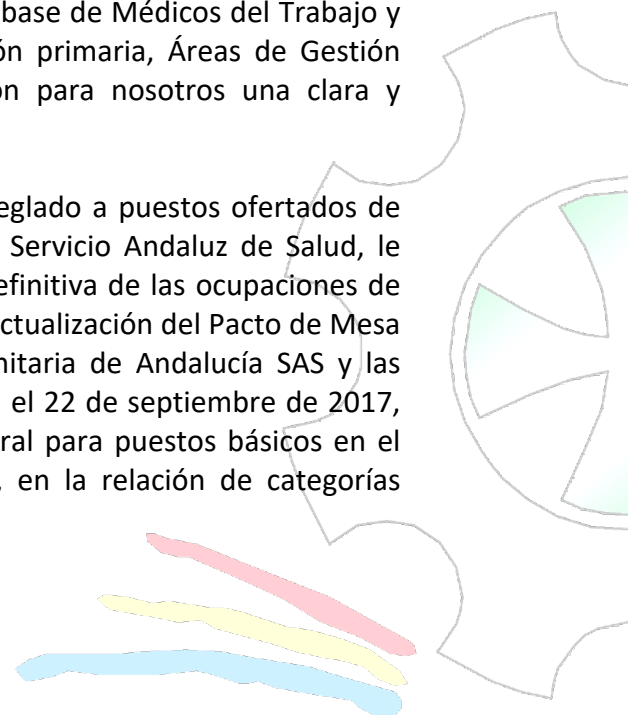 base de Médicos del Trabajo y
ón primaria, Áreas de Gestión
on para nosotros una clara y
eglado a puestos ofertados de
Servicio Andaluz de Salud, le
efinitiva de las ocupaciones de
ctualización del Pacto de Mesa
nitaria de Andalucía SAS y las
el 22 de septiembre de 2017,
ral para puestos básicos en el
, en la relación de categorías